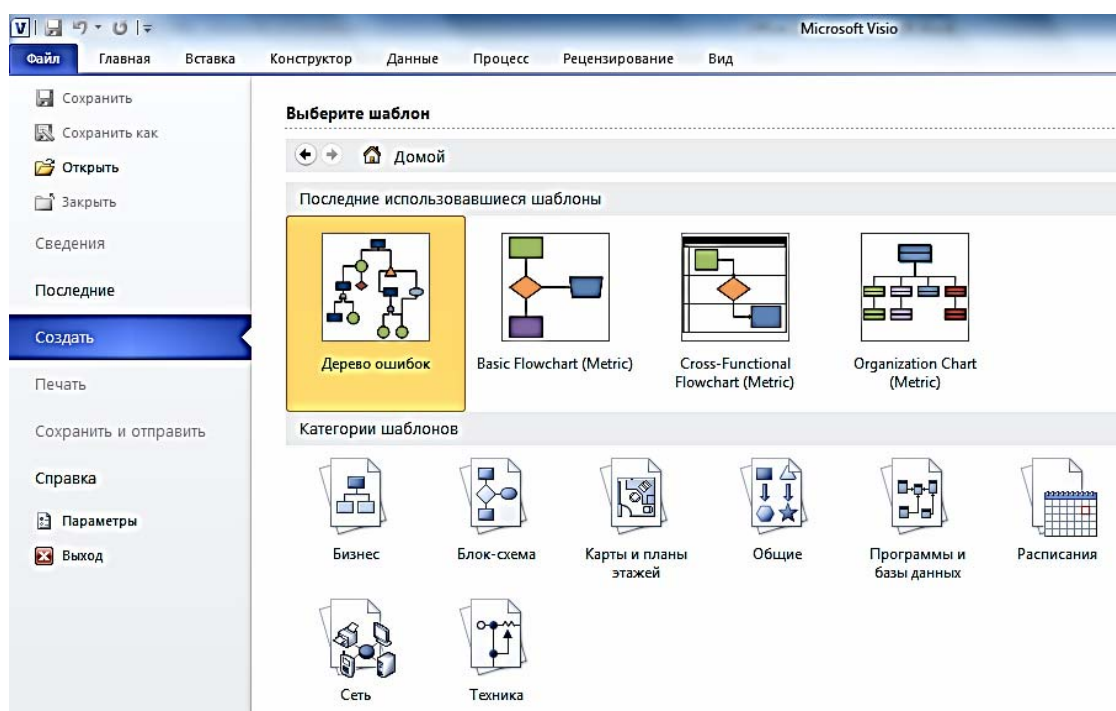 Microsoft Visio
Файл Главная Вставка Конструктор Данные Процесс Рецензирование Вид
Сохранить
Сохранить как
Открыть
Закрыть
Сведения
Последние
Создать
Печать
Сохранить и отправить
Справка
Параметры
Выход
Выберите шаблон
Домой
Последние использовавшиеся шаблоны
Дерево ошибок
Basic Flowchart (Metric)
Cross-Functional
Flowchart (Metric)
Organization Chart
(Metric)
Категории шаблонов
Бизнес
Блок-схема
Карты и планы
этажей
Общие
Программы и
базы данных
Расписания
Сеть
Техника